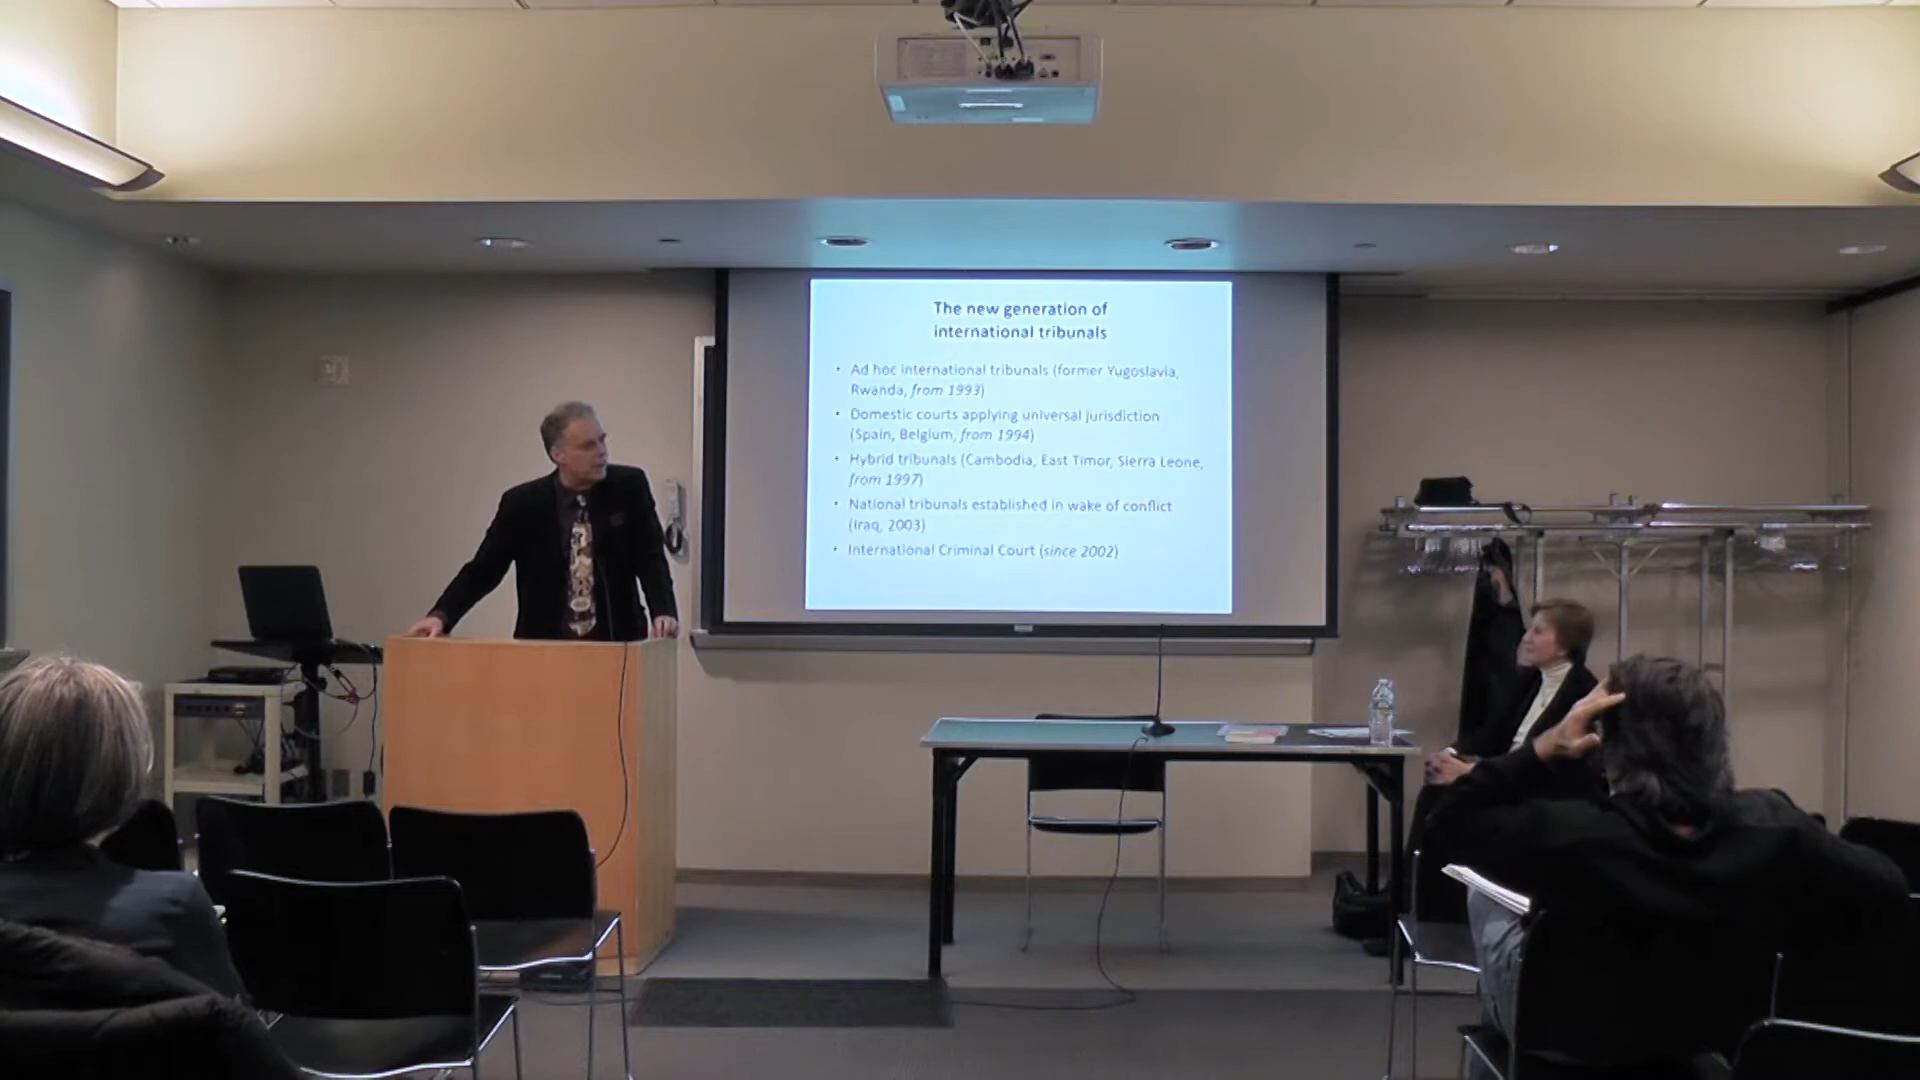 The new generation of
international tribunals
• Ad hoc international tribunals (former Yugoslavia,
Rwanda, from 1993)
• Domestic courts applying universal jurisdiction
(Spain, Belgium, from 1994)
• Hybrid tribunals (Cambodia, East Timor, Sierra Leone,
from 1997)
• National tribunals established in wake of conflict
(Iraq, 2003)
• International Criminal Court (since 2002)